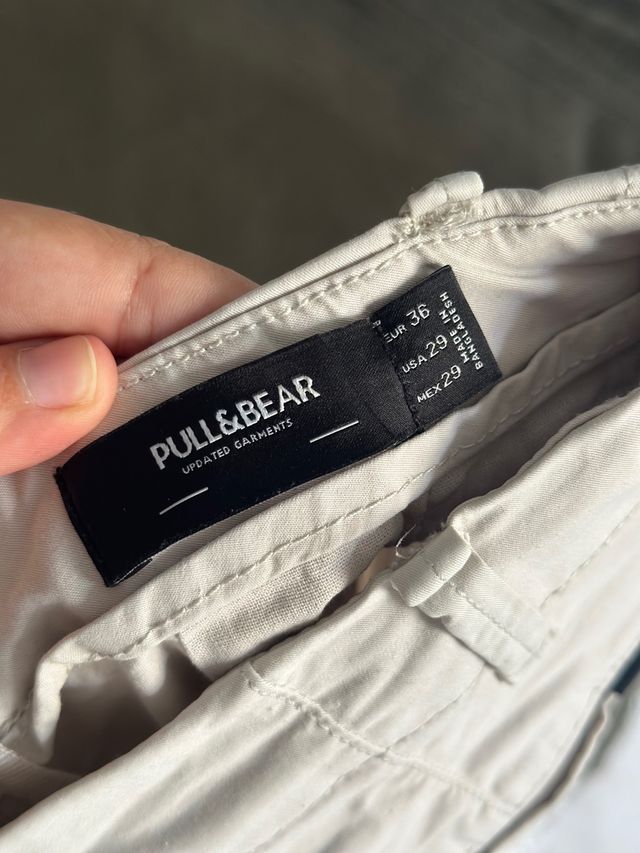 PULL&BEAR
UPDATED GARMENTS
EUR 36
USA 29
MEX 29
MADE IN
BANGLADESH